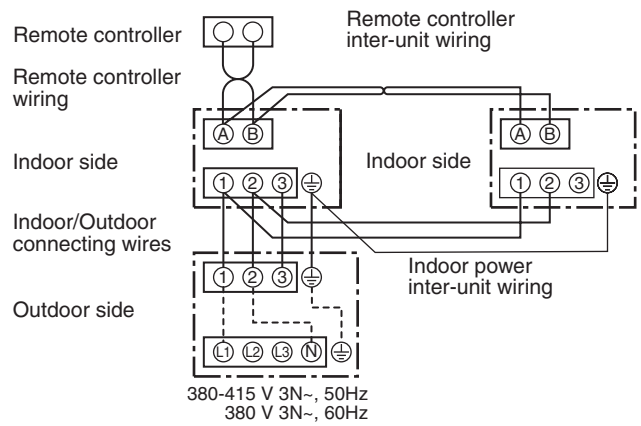 Remote controller
Remote controller
inter-unit wiring
Remote controller
wiring
A B
A B
Indoor side
Indoor side
1 2 3
1 2 3
Indoor/Outdoor
connecting wires
Indoor power
inter-unit wiring
1 2 3
Outdoor side
L1 L2 L3 N
380-415 V 3N~, 50Hz
380 V 3N~, 60Hz